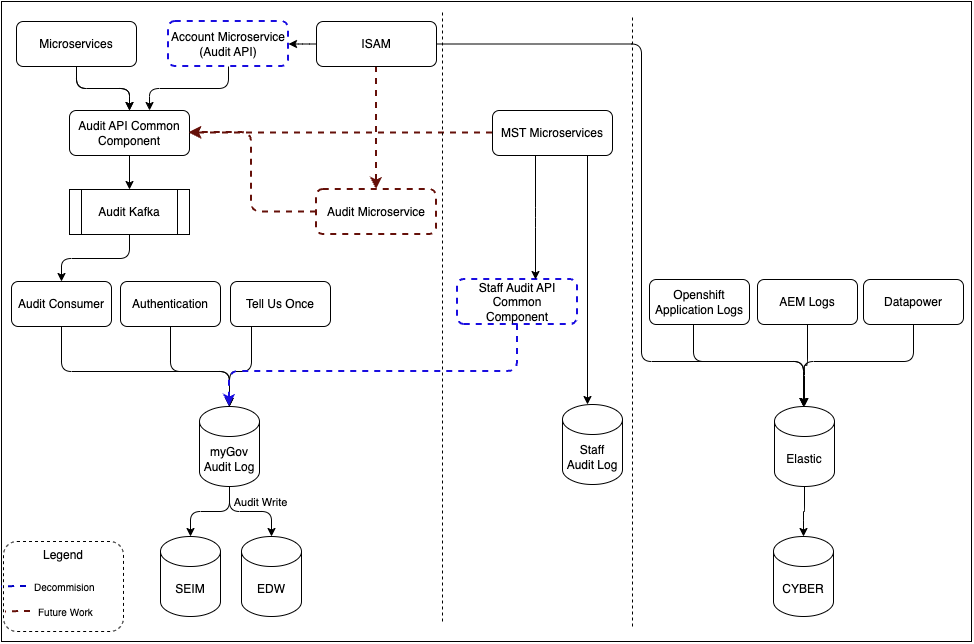 Microservices
Account Microservice
(Audit API)
ISAM
Audit API Common
Component
MST Microservices
Audit Kafka
Audit Microservice
Audit Consumer
Authentication
Tell Us Once
Staff Audit API
Common
Component
Openshift
Application Logs
AEM Logs
Datapower
myGov
Audit Log
Staff
Audit Log
Elastic
Audit Write
SEIM
EDW
CYBER
Legend
Decommision
Future Work